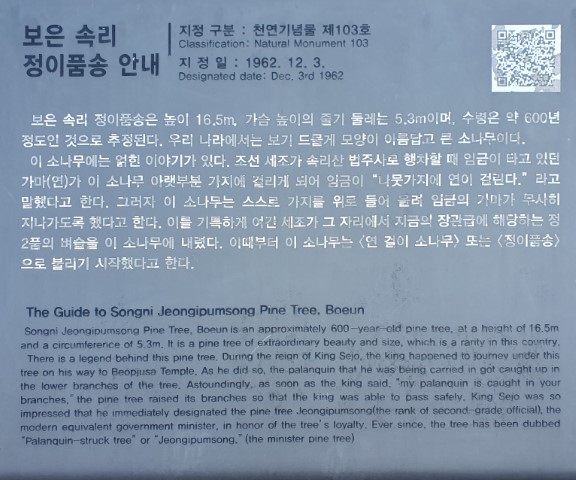 보은 속리
정이품송 안내
지정 구분 : 천연기념물 제103호
Classification: Natural Monument 103
지 정 일 : 1962. 12. 3.
Designated date: Dec. 3rd 1962
보은 속리 정이품송은 높이 16.5m, 가슴 높이의 줄기 둘레는 5.3m이며, 수령은 약 600년
정도인 것으로 추정된다. 우리 나라에서는 보기 드물게 모양이 아름답고 큰 소나무이다.
이 소나무에는 얽힌 이야기가 있다. 조선 세조가 속리산 법주사로 행차할 때 임금이 타고 있던
가마(연)가 이 소나무 아랫부분 가지에 걸리게 되어 임금이 “나뭇가지에 연이 걸린다.” 라고
말했다고 한다. 그러자 이 소나무는 스스로 가지를 위로 들어 올려 임금의 가마가 무사히
지나가도록 했다고 한다. 이를 기특하게 여긴 세조가 그 자리에서 지금의 장관급에 해당하는 정
2품의 벼슬을 이 소나무에 내렸다. 이때부터 이 소나무는 〈연 걸이 소나무〉 또는 〈정이품송〉
으로 불리기 시작했다고 한다.
The Guide to Songni Jeongipumsong Pine Tree, Boeun
Songni Jeongipumsong Pine Tree, Boeun is an approximately 600-year-old pine tree, at a height of 16.5m
and a circumference of 5.3m. It is a pine tree of extraordinary beauty and size, which is a rarity in this country.
There is a legend behind this pine tree. During the reign of King Sejo, the king happened to journey under this
tree on his way to Beopjusa Temple. As he did so, the palanquin that he was being carried in got caught up in
the lower branches of the tree. Astoundingly, as soon as the king said, "my palanquin is caught in your
branches," the pine tree raised its branches so that the king was able to pass safely. King Sejo was so
impressed that he immediately designated the pine tree Jeongipumsong(the rank of second-grade official), the
modern equivalent government minister, in honor of the tree's loyalty. Ever since, the tree has been dubbed
"Palanquin-struck tree" or "Jeongipumsong." (the minister pine tree)